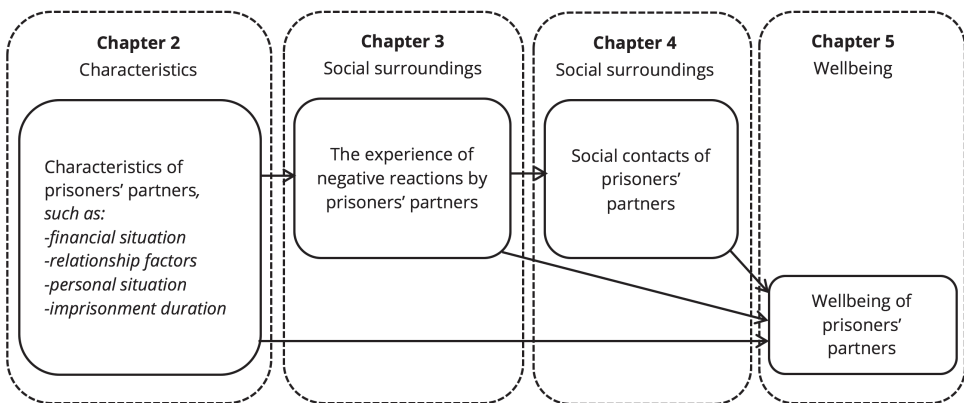 Chapter 2
Characteristics
Characteristics of
prisoners’ partners,
such as:
-financial situation
-relationship factors
-personal situation
-imprisonment duration
Chapter 3
Social surroundings
The experience of
negative reactions by
prisoners’ partners
Chapter 4
Social surroundings
Social contacts of
prisoners’
partners
Chapter 5
Wellbeing
Wellbeing of
prisoners’
partners